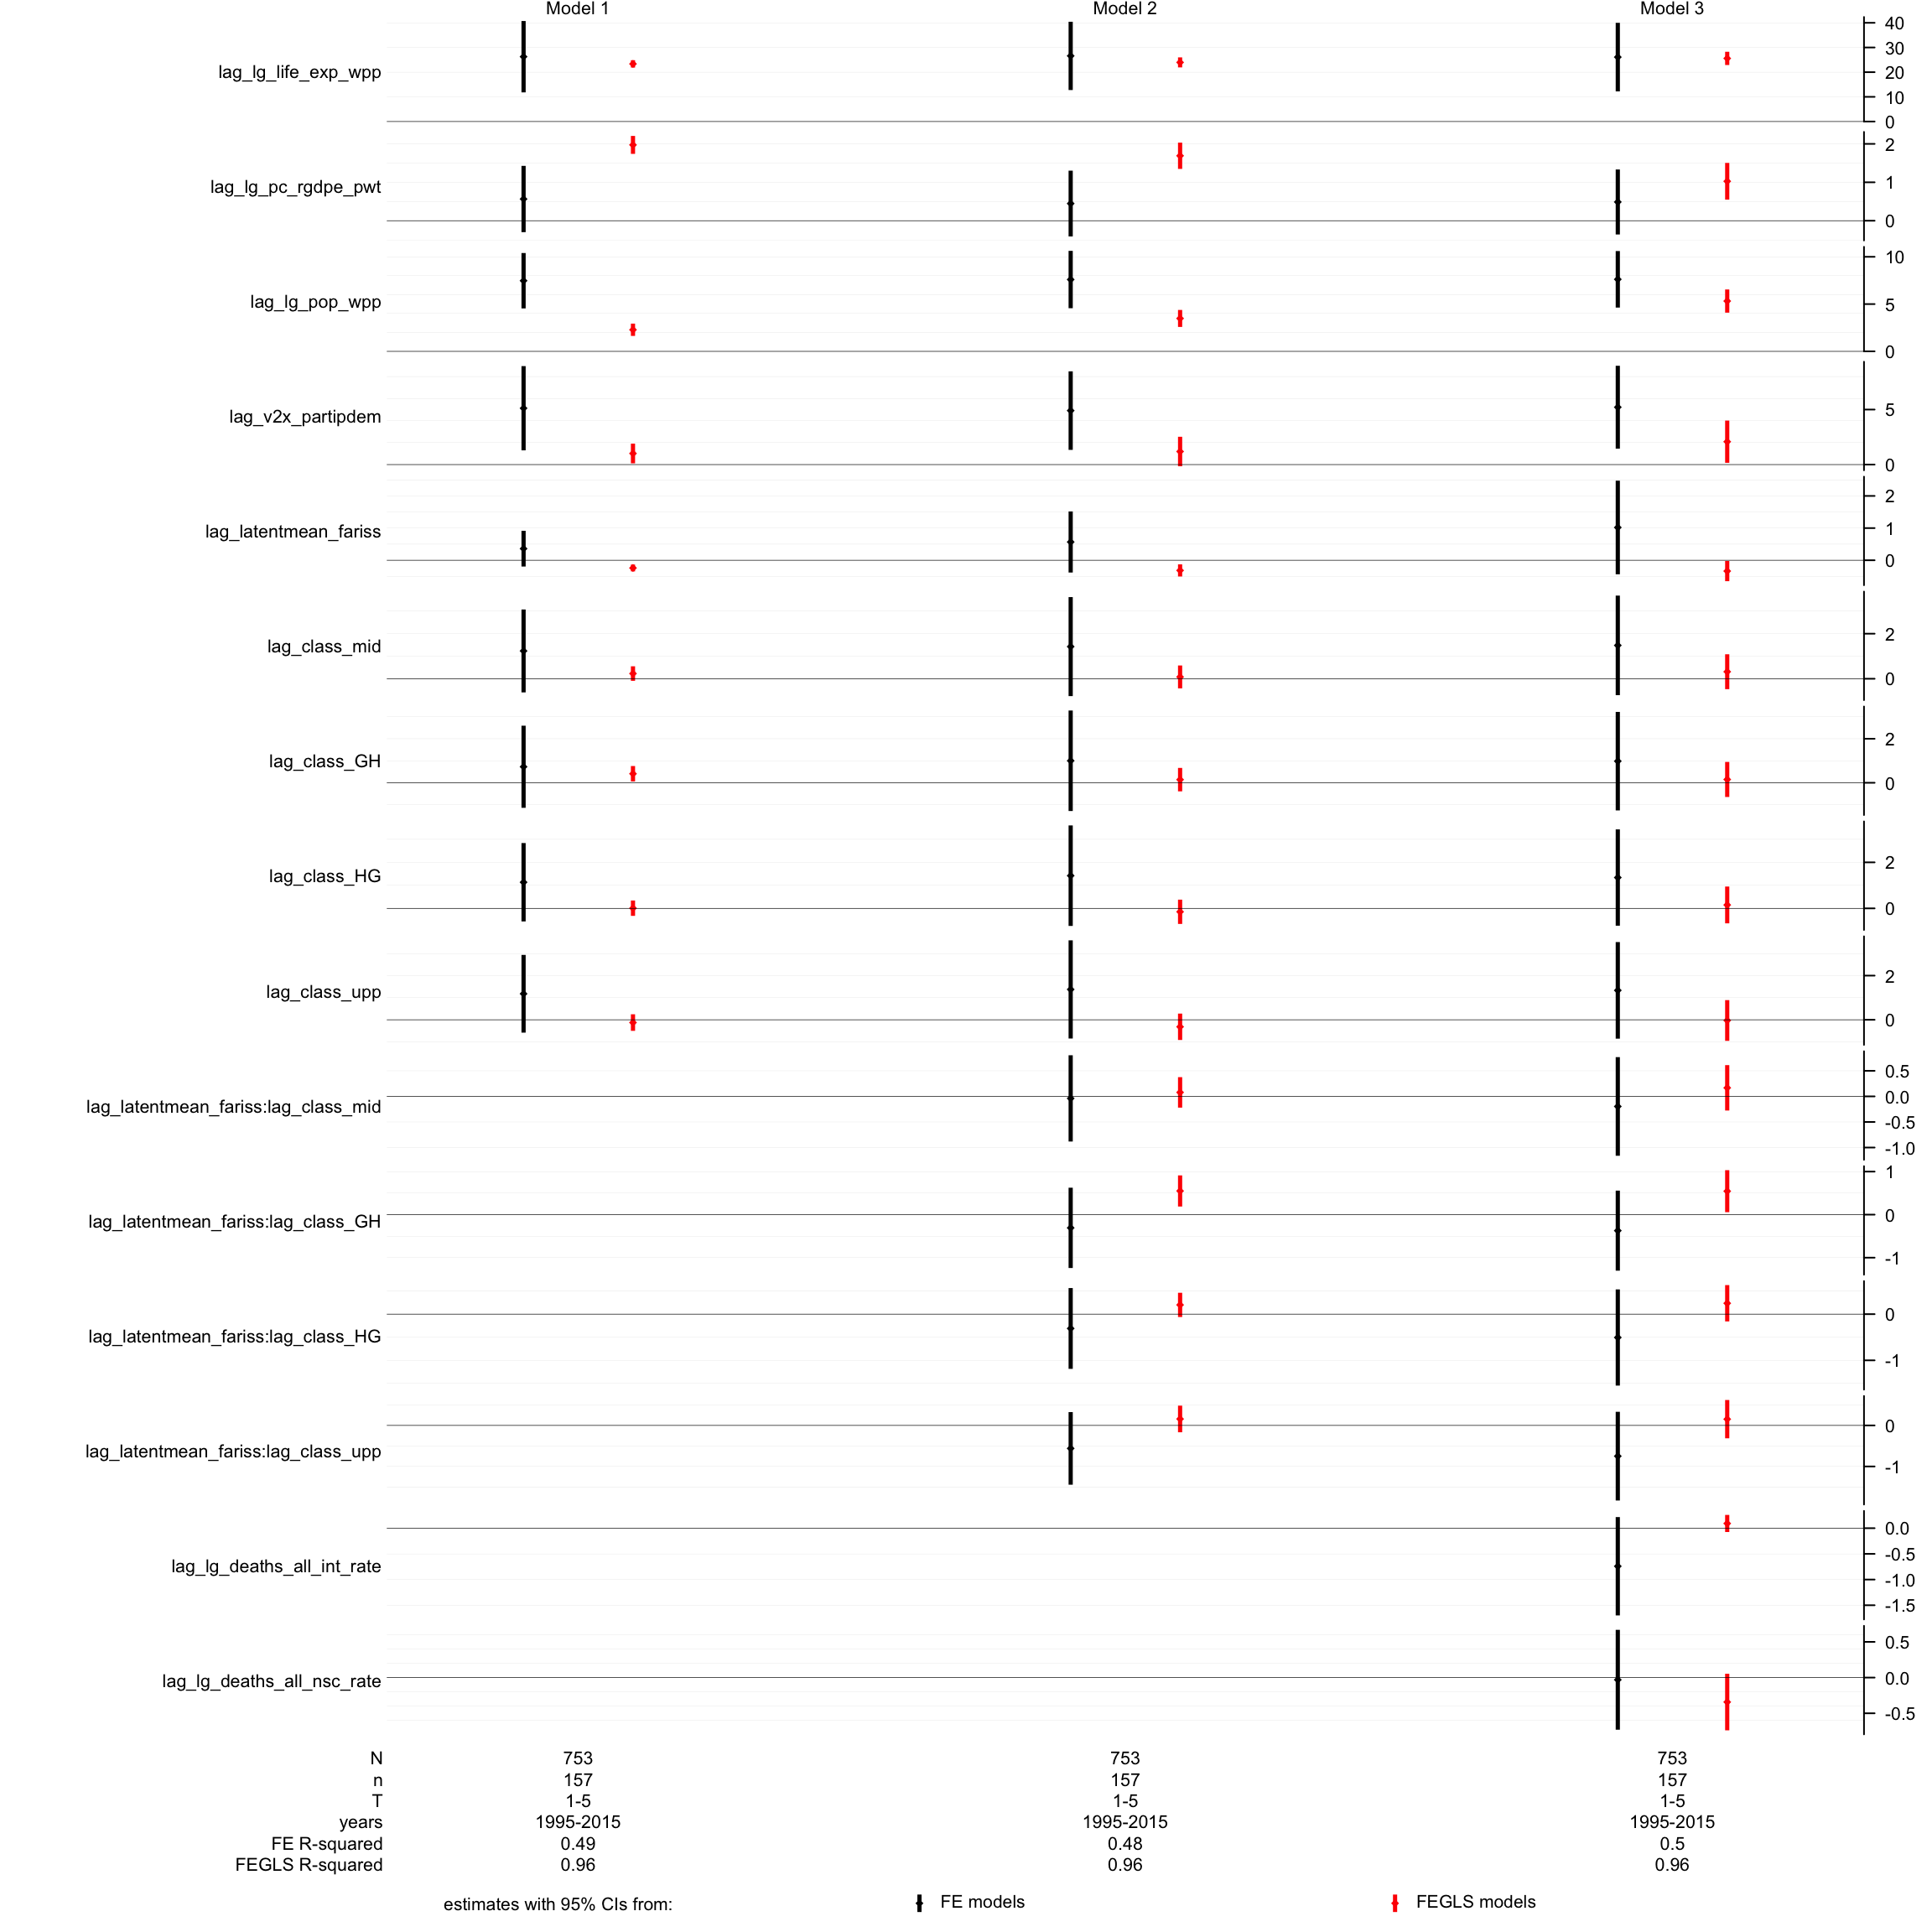 Model 1 Model 2 Model 3
lag_lg_life_exp_wpp
40
30
20
10
0
lag_lg_pc_rgdpe_pwt
2
1
0
lag_lg_pop_wpp
10
5
0
lag_v2x_partipdem
5
0
lag_latentmean_fariss
2
1
0
lag_class_mid
2
0
lag_class_GH
2
0
lag_class_HG
2
0
lag_class_upp
2
0
lag_latentmean_fariss:lag_class_mid
0.5
0.0
-0.5
-1.0
lag_latentmean_fariss:lag_class_GH
1
0
-1
lag_latentmean_fariss:lag_class_HG
0
-1
lag_latentmean_fariss:lag_class_upp
0
-1
lag_lg_deaths_all_int_rate
0.0
-0.5
-1.0
-1.5
lag_lg_deaths_all_nsc_rate
0.5
0.0
-0.5
N 753 753 753
n 157 157 157
T 1-5 1-5 1-5
years 1995-2015 1995-2015 1995-2015
FE R-squared 0.49 0.48 0.5
FEGLS R-squared 0.96 0.96 0.96
estimates with 95% CIs from: FE models FEGLS models